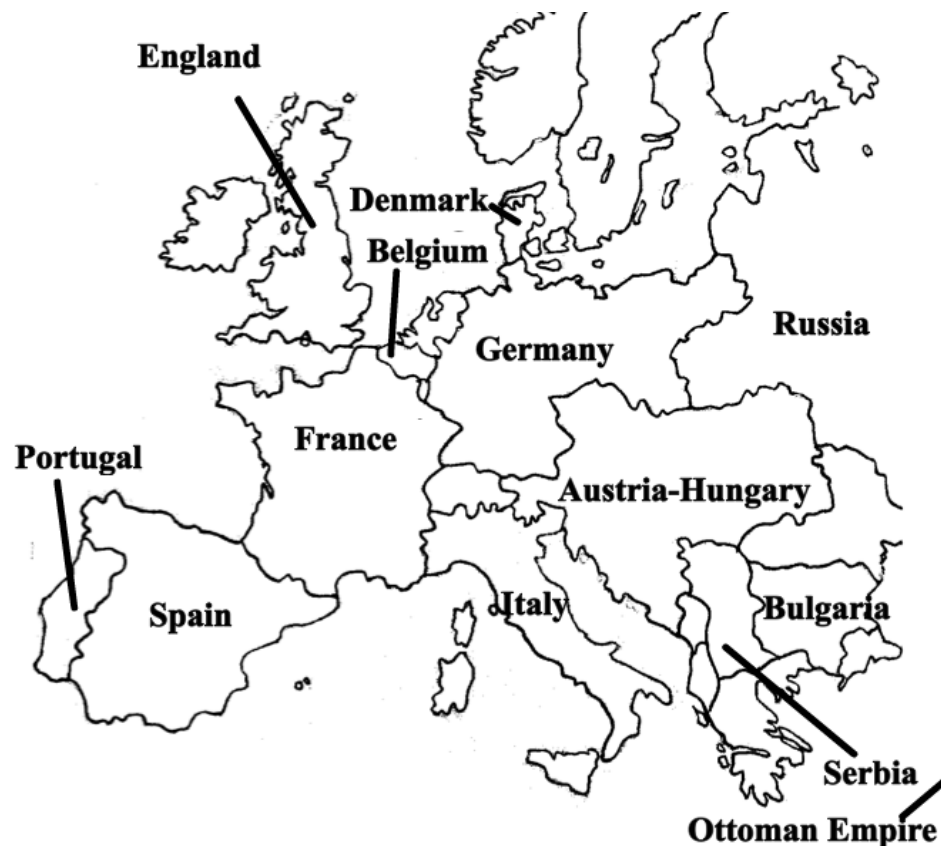 England
Denmark
Belgium
Russia
Germany
France
Portugal
Austria-Hungary
Italy
Bulgaria
Spain
Serbia
Ottoman Empire